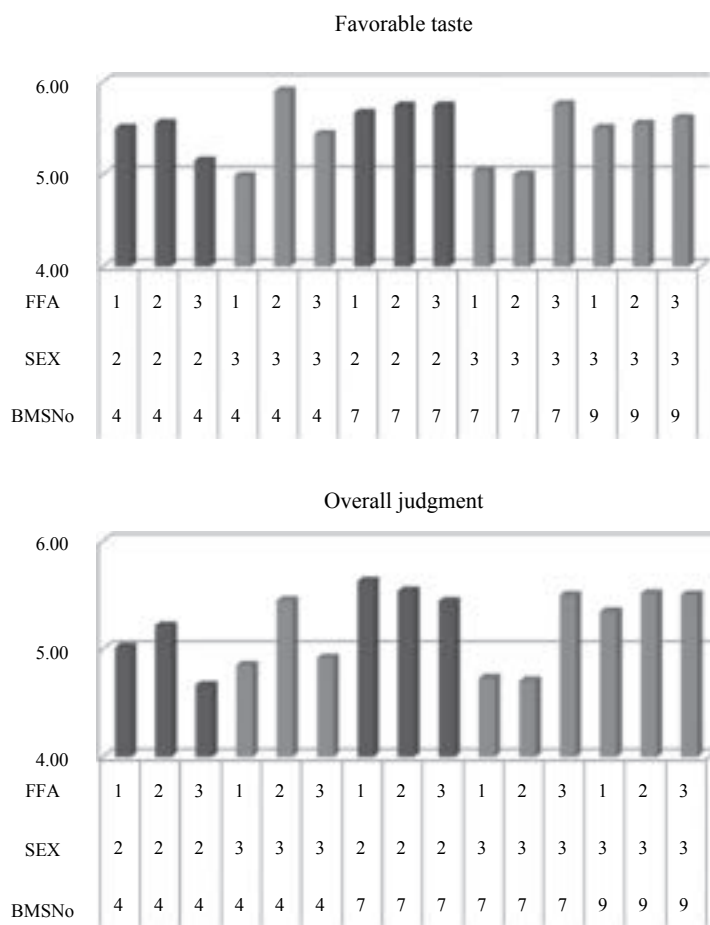 Favorable taste
6.00
5.00
4.00
FFA 1 2 3 1 2 3 1 2 3 1 2 3 1 2 3
SEX 2 2 2 3 3 3 2 2 2 3 3 3 3 3 3
BMSNo 4 4 4 4 4 4 7 7 7 7 7 7 9 9 9
Overall judgment
6.00
5.00
4.00
FFA 1 2 3 1 2 3 1 2 3 1 2 3 1 2 3
SEX 2 2 2 3 3 3 2 2 2 3 3 3 3 3 3
BMSNo 4 4 4 4 4 4 7 7 7 7 7 7 9 9 9